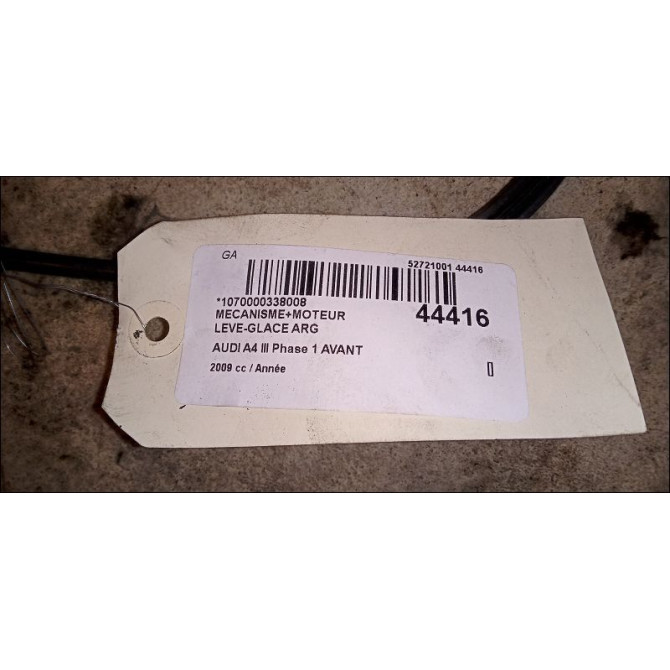 GA
52721001 44416
*1070000338008
MECANISME+MOTEUR
44416
LEVE-GLACE ARG
AUDI A4 III Phase 1 AVANT
2009 cc / Année